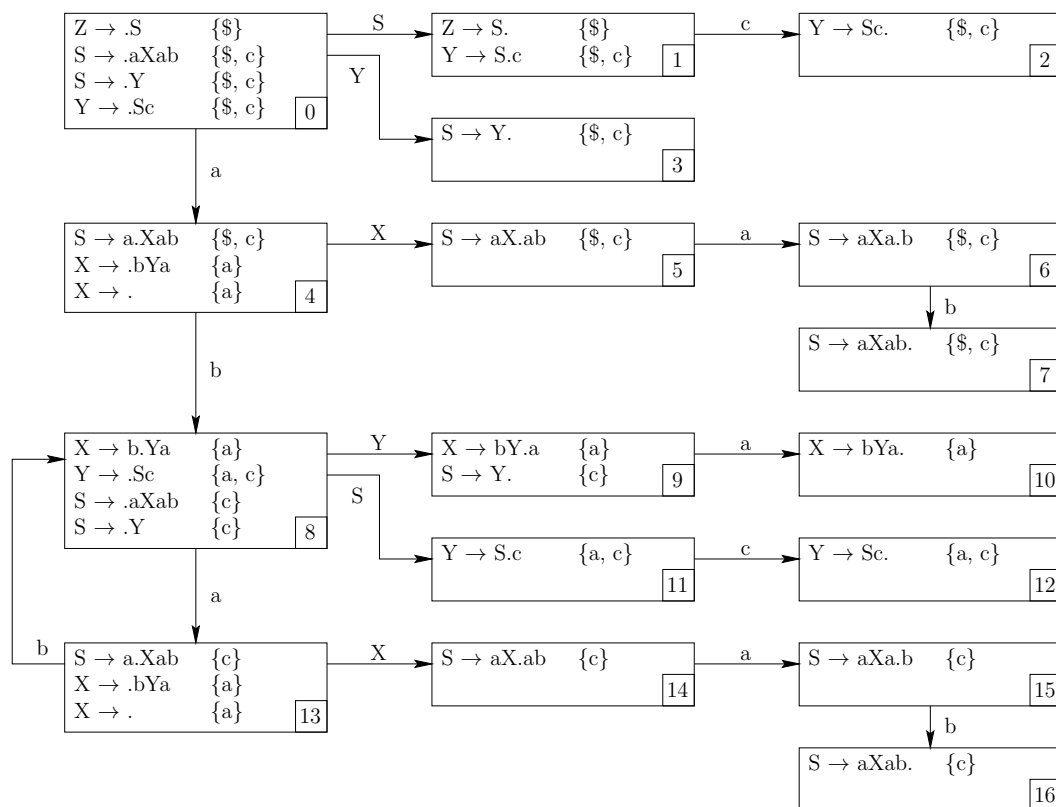 Z → .S {$}
S → .aXab {$, c}
S → .Y {$, c}
Y → .Sc {$, c}
0
S
Y
Z → S. {$}
Y → S.c {$, c}
1
c
Y → Sc. {$, c}
2
S → Y. {$, c}
3
a
S → a.Xab {$, c}
X → .bYa {a}
X → . {a}
4
X
S → aX.ab {$, c}
5
a
S → aXa.b {$, c}
6
b
S → aXab. {$, c}
7
b
X → b.Ya {a}
Y → .Sc {a, c}
S → .aXab {c}
S → .Y {c}
8
Y
S
X → bY.a {a}
S → Y. {c}
9
a
X → bYa. {a}
10
Y → S.c {a, c}
11
c
Y → Sc. {a, c}
12
a
b
S → a.Xab {c}
X → .bYa {a}
X → . {a}
13
X
S → aX.ab {c}
14
a
S → aXa.b {c}
15
b
S → aXab. {c}
16